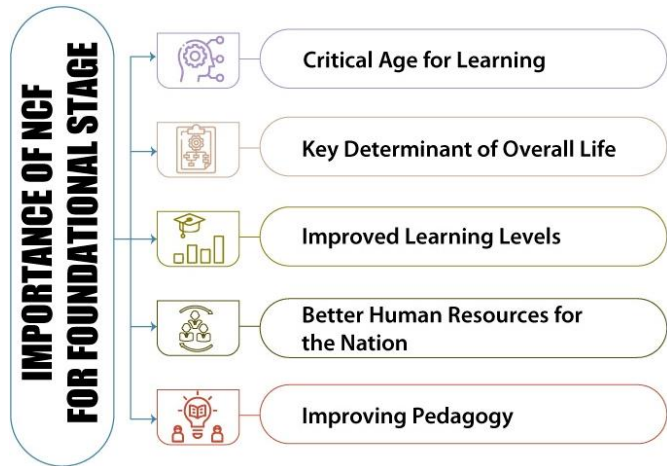 IMPORTANCE OF NCF
FOR FOUNDATIONAL STAGE
Critical Age for Learning
Key Determinant of Overall Life
Improved Learning Levels
Better Human Resources for
the Nation
Improving Pedagogy